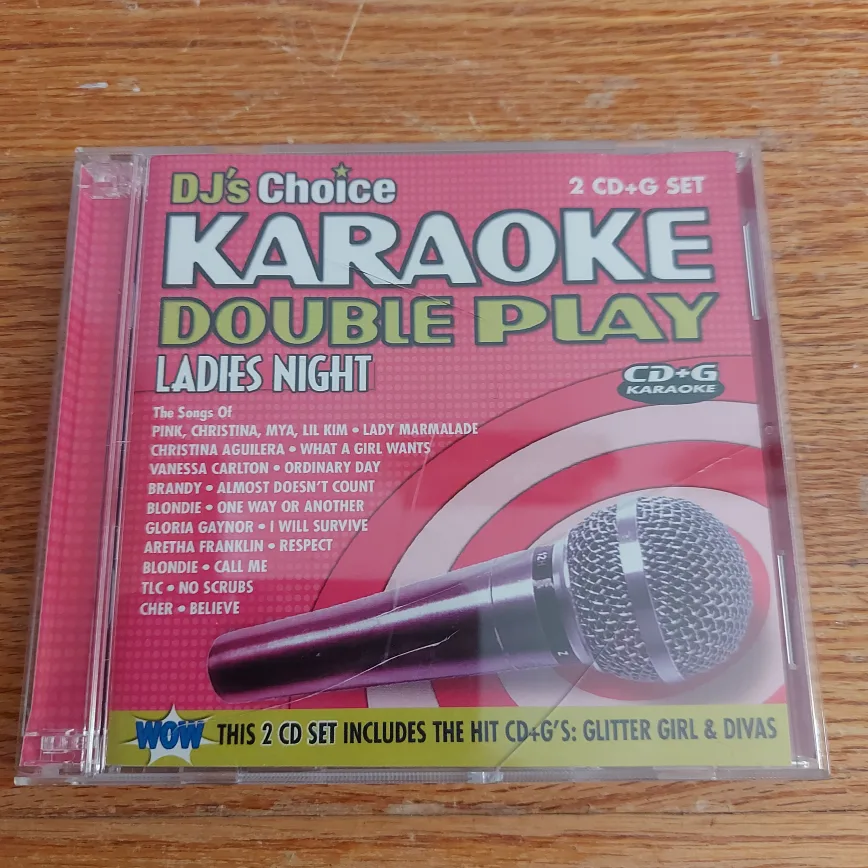 DJ's Choice
2 CD+G SET
KARAOKE
DOUBLE PLAY
LADIES NIGHT
CD+G
KARAOKE
The Songs Of
PINK, CHRISTINA, MYA, LIL KIM • LADY MARMALADE
CHRISTINA AGUILERA • WHAT A GIRL WANTS
VANESSA CARLTON • ORDINARY DAY
BRANDY • ALMOST DOESN'T COUNT
BLONDIE • ONE WAY OR ANOTHER
GLORIA GAYNOR • I WILL SURVIVE
ARETHA FRANKLIN • RESPECT
BLONDIE • CALL ME
TLC • NO SCRUBS
CHER • BELIEVE
WOW THIS 2 CD SET INCLUDES THE HIT CD+G'S: GLITTER GIRL & DIVAS